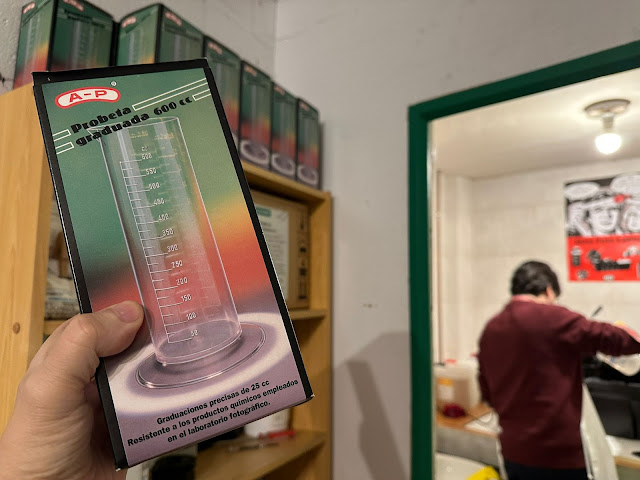 A-P®
Probeta
graduada 600 cc
600
550
500
450
400
350
300
250
200
150
100
50
Graduaciones precisas de 25 cc
Resistente a los productos químicos empleados
en el laboratorio fotográfico.